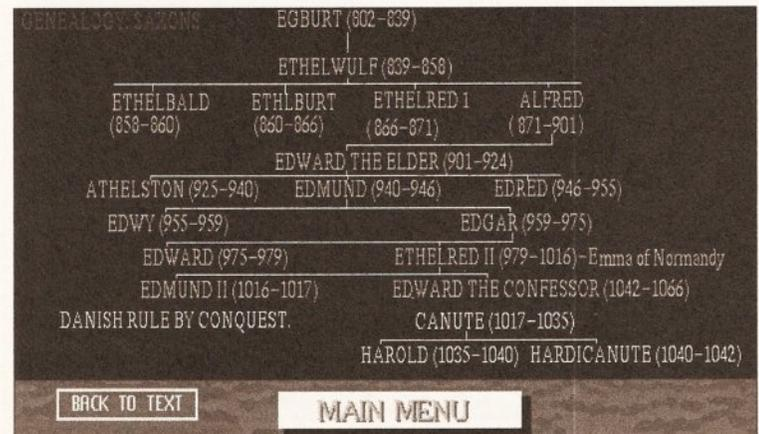 GENEALOGY: SAXONS EGBURT (802-839)
ETHELWULF (839-858)
ETHELBALD ETHLBURT ETHELRED 1 ALFRED
(858-860) (860-866) (866-871) (871-901)
EDWARD THE ELDER (901-924)
ATHELSTON (925-940) EDMUND (940-946) EDRED (946-955)
EDWY (955-959) EDGAR (959-975)
EDWARD (975-979) ETHELRED II (979-1016)-Emma of Normandy
EDMUND II (1016-1017) EDWARD THE CONFESSOR (1042-1066)
DANISH RULE BY CONQUEST. CANUTE (1017-1035)
HAROLD (1035-1040) HARDICANUTE (1040-1042)
BACK TO TEXT MAIN MENU